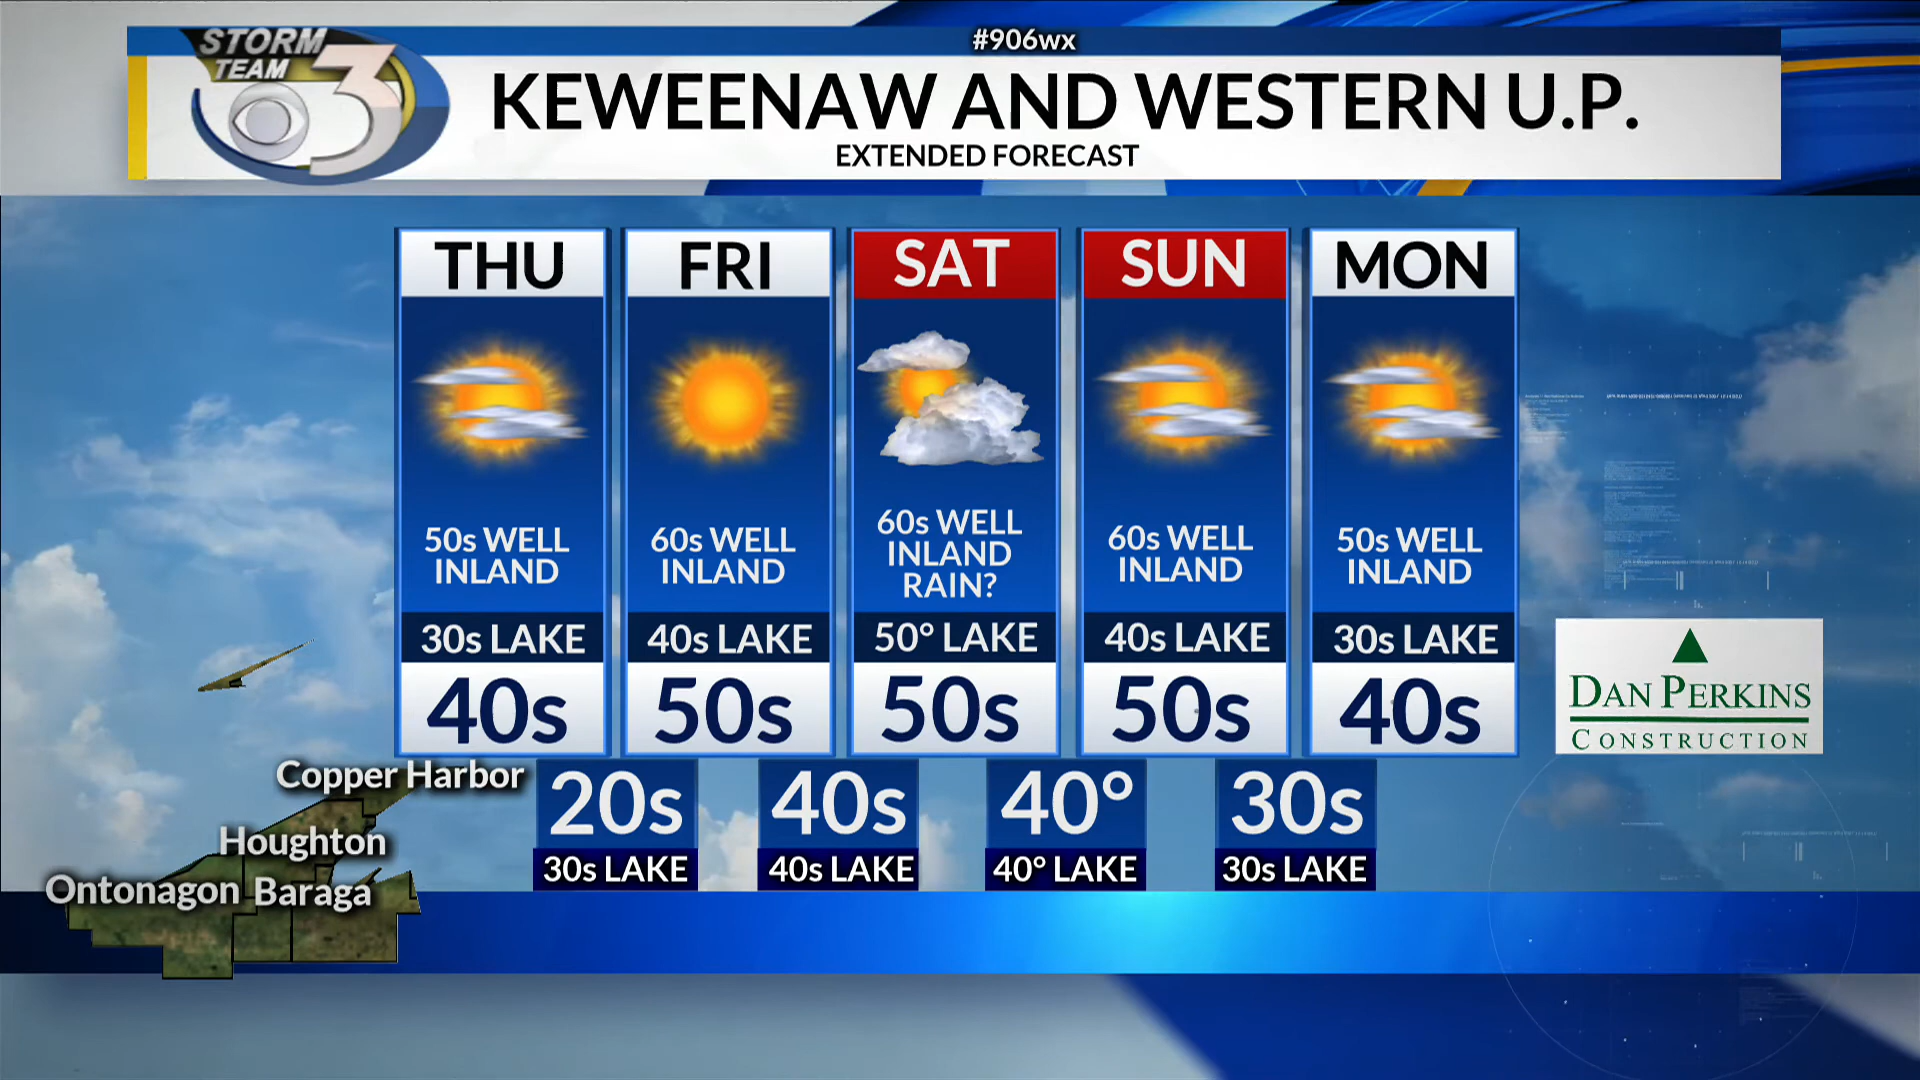 #906wx
STORM
TEAM
3
KEWEENAW AND WESTERN U.P.
EXTENDED FORECAST
THU
FRI
SAT
SUN
MON
50s WELL
INLAND
60s WELL
INLAND
60s WELL
INLAND
RAIN?
60s WELL
INLAND
50s WELL
INLAND
30s LAKE
40s LAKE
50° LAKE
40s LAKE
30s LAKE
40s
50s
50s
50s
40s
20s
40s
40°
30s
30s LAKE
40s LAKE
40° LAKE
30s LAKE
DAN PERKINS
CONSTRUCTION
Copper Harbor
Houghton
Ontonagon
Baraga